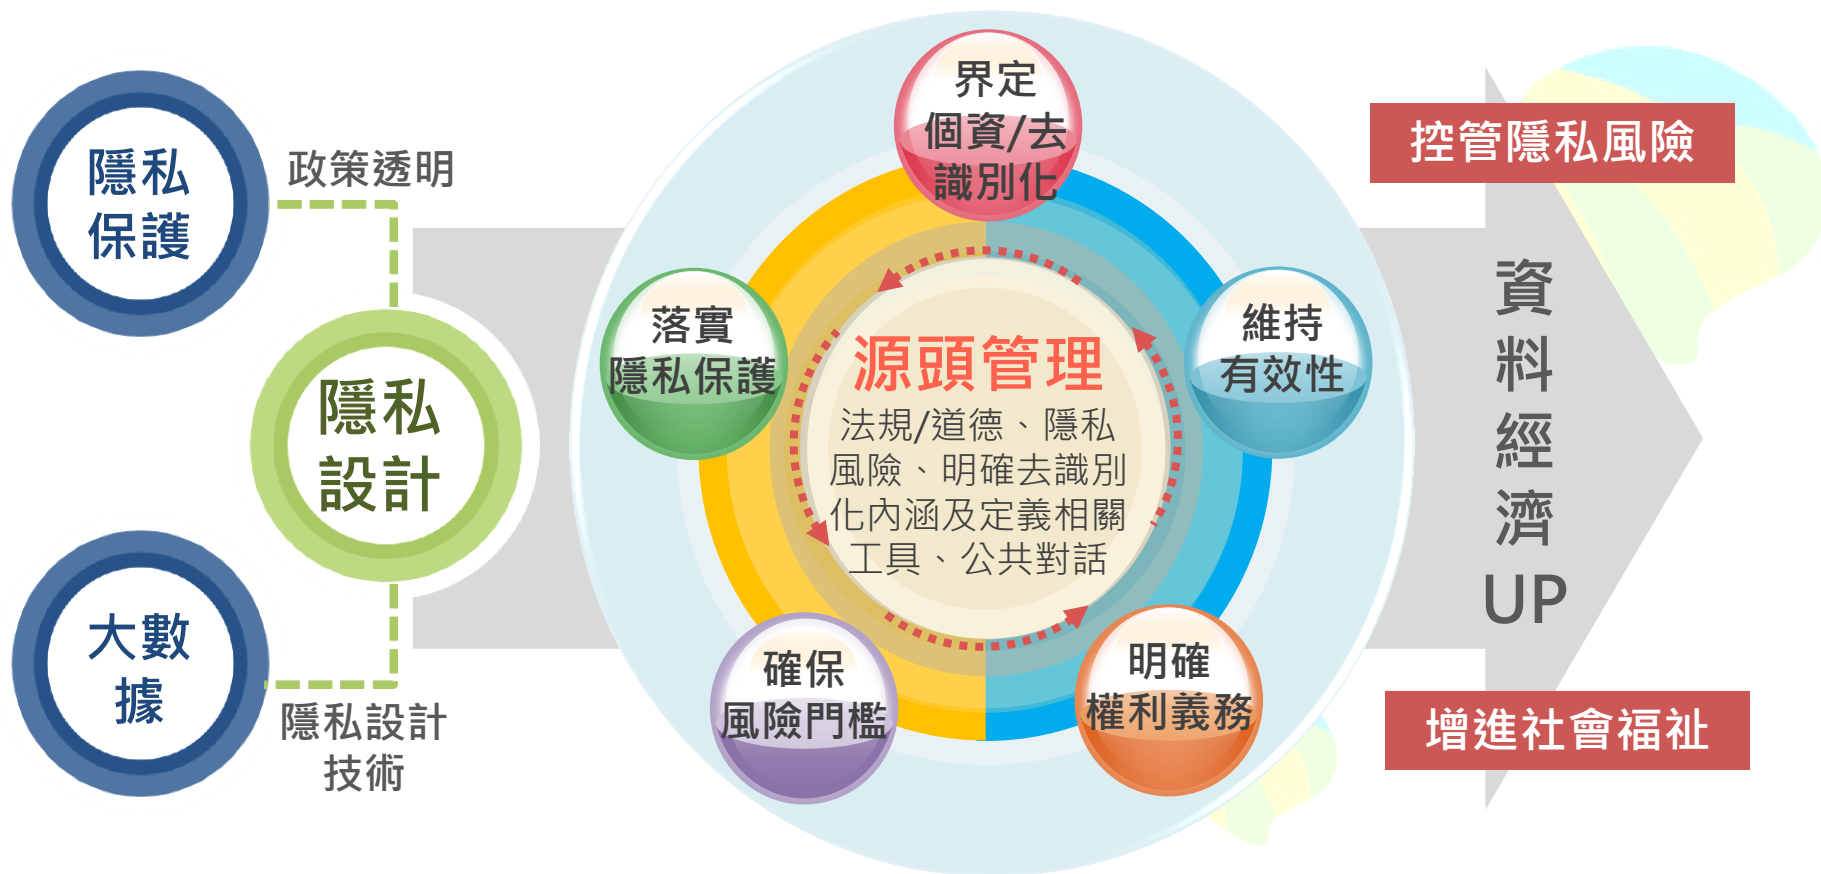 隱私
保護
政策透明
隱私
設計
大數
據
隱私設計
技術
界定
個資/去
識別化
落實
隱私保護
維持
有效性
確保
風險門檻
明確
權利義務
源頭管理
法規/道德、隱私
風險、明確去識別
化內涵及定義相關
工具、公共對話
控管隱私風險
資
料
經
濟
UP
增進社會福祉